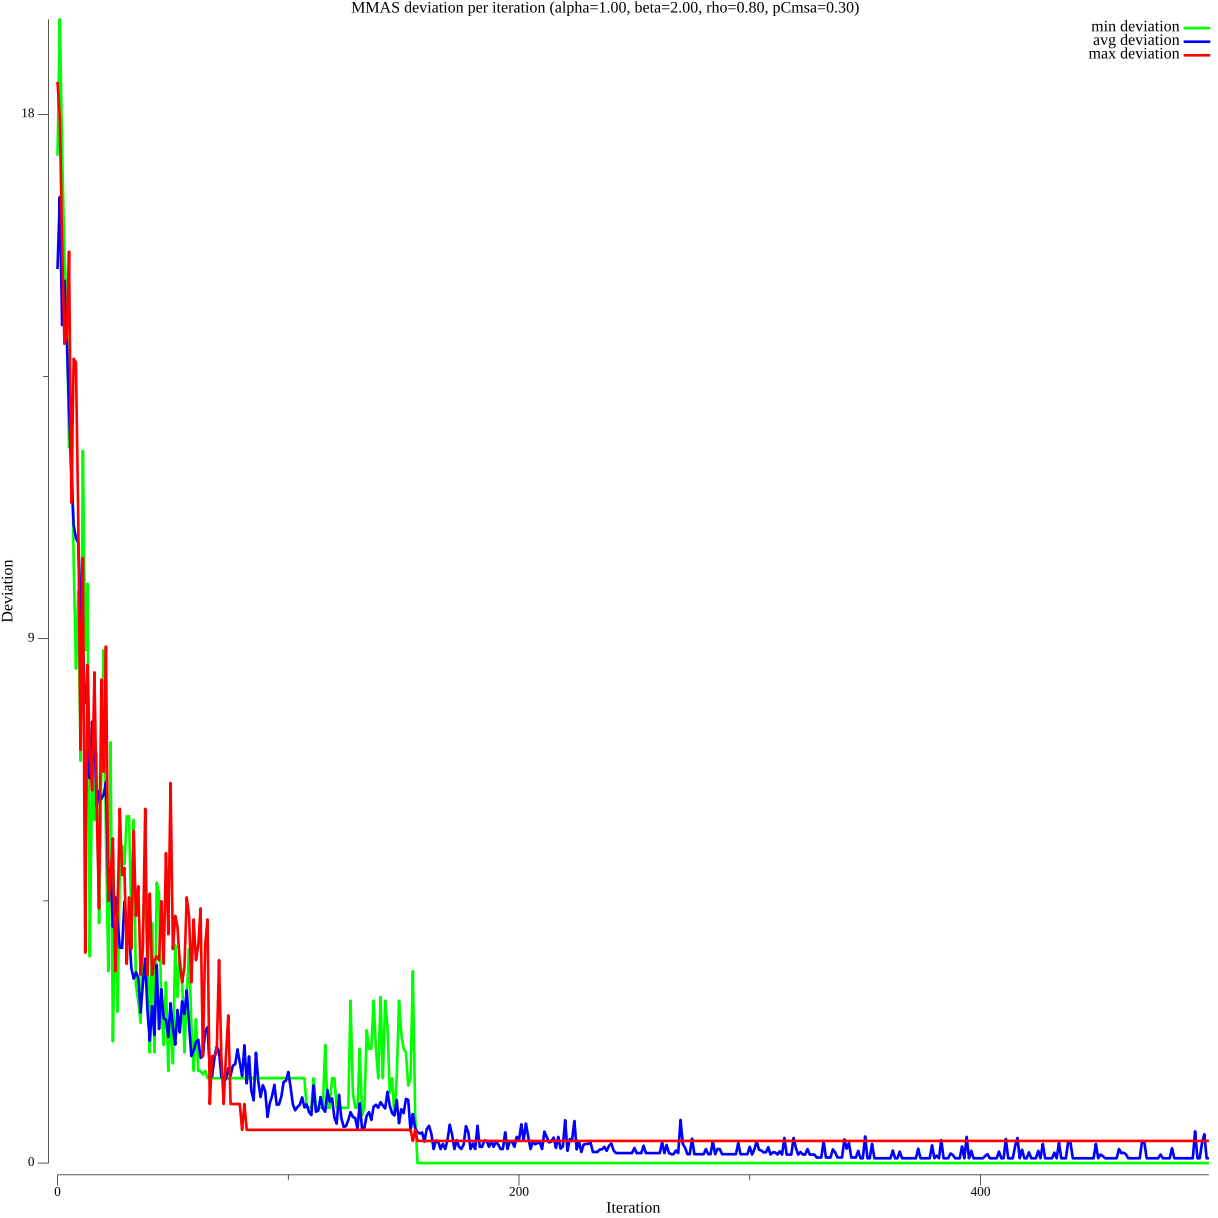 MMAS deviation per iteration (alpha=1.00, beta=2.00, rho=0.80, pCmsa=0.30)
min deviation
avg deviation
max deviation
18
9
0
Deviation
0
200
400
Iteration